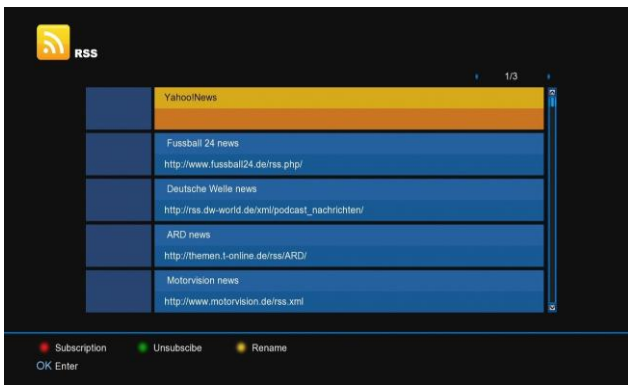 RSS
1/3
Yahoo!News
Fussball 24 news
http://www.fussball24.de/rss.php/
Deutsche Welle news
http://rss.dw-world.de/xml/podcast_nachrichten/
ARD news
http://themen.t-online.de/rss/ARD/
Motorvision news
http://www.motorvision.de/rss.xml
Subscription Unsubscibe Rename
OK Enter